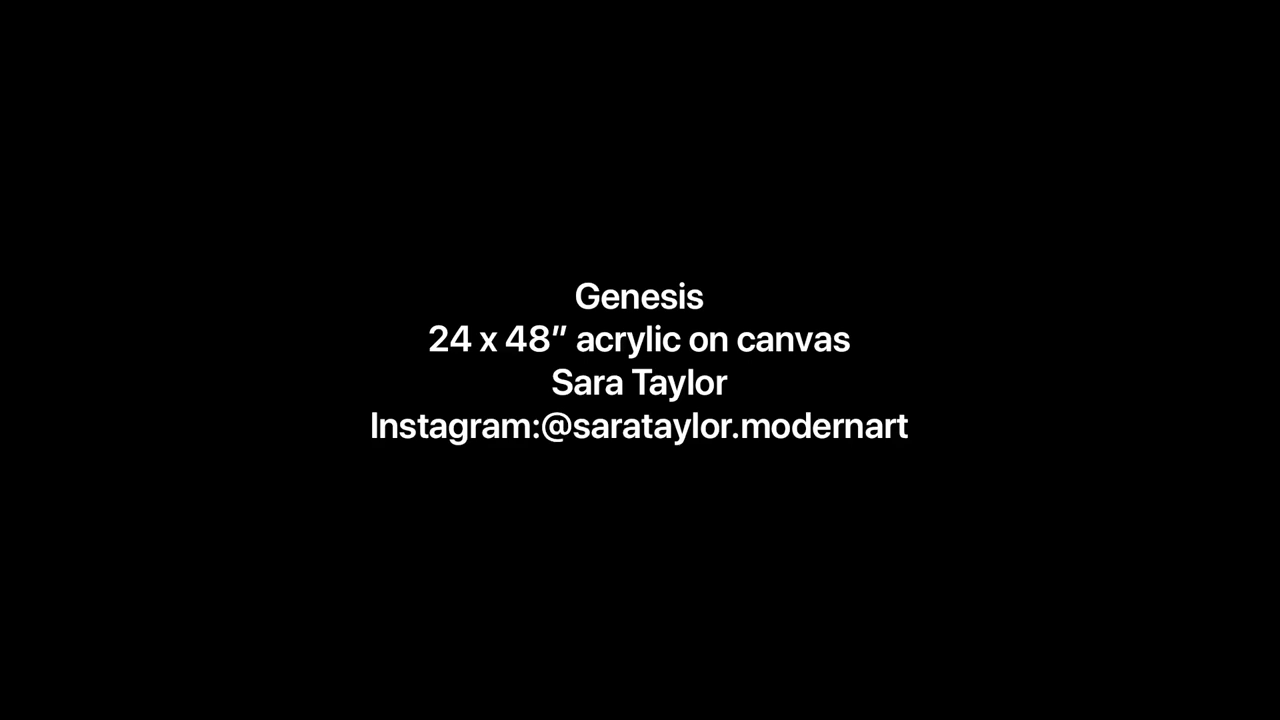 Genesis
24 x 48” acrylic on canvas
Sara Taylor
Instagram:@sarataylor.modernart